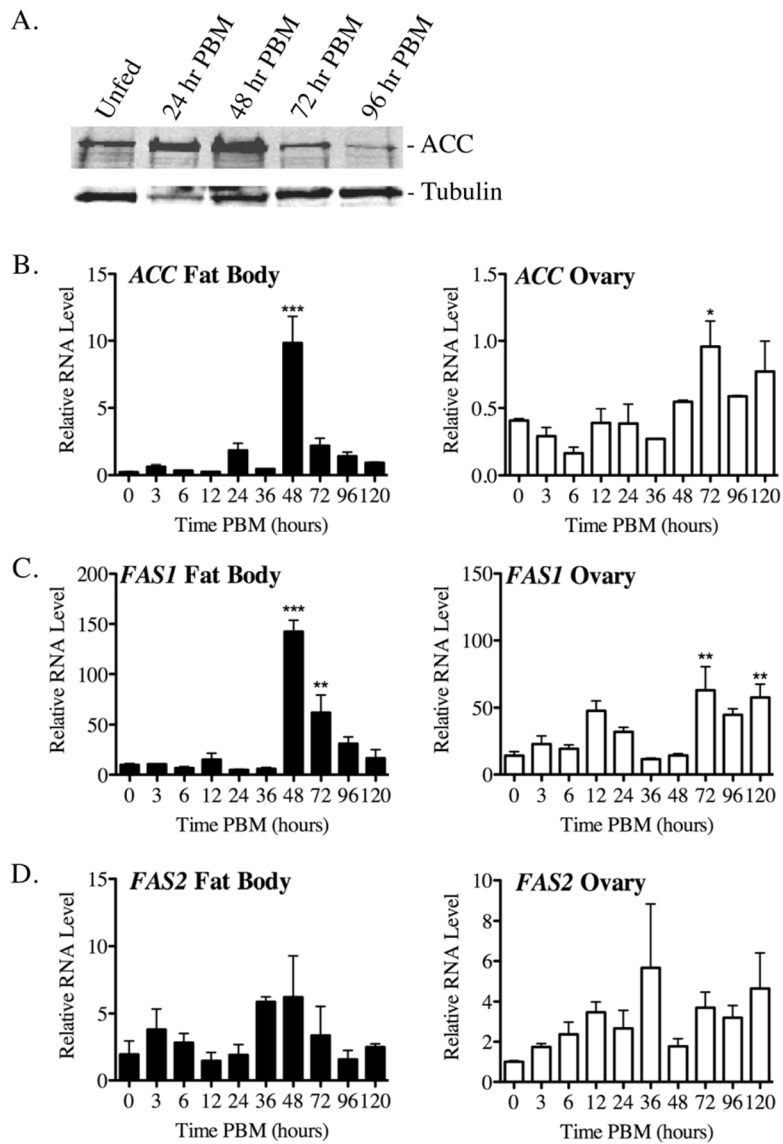 A.
Unfed
24 hr PBM
48 hr PBM
72 hr PBM
96 hr PBM
- ACC
- Tubulin
B.
ACC Fat Body
Relative RNA Level
15
10
5
0
***
0 3 6 12 24 36 48 72 96 120
Time PBM (hours)
ACC Ovary
Relative RNA Level
1.5
1.0
0.5
0.0
*
0 3 6 12 24 36 48 72 96 120
Time PBM (hours)
C.
FAS1 Fat Body
Relative RNA Level
200
150
100
50
0
***
**
0 3 6 12 24 36 48 72 96 120
Time PBM (hours)
FAS1 Ovary
Relative RNA Level
150
100
50
0
**
**
0 3 6 12 24 36 48 72 96 120
Time PBM (hours)
D.
FAS2 Fat Body
Relative RNA Level
15
10
5
0
0 3 6 12 24 36 48 72 96 120
Time PBM (hours)
FAS2 Ovary
Relative RNA Level
10
8
6
4
2
0
0 3 6 12 24 36 48 72 96 120
Time PBM (hours)